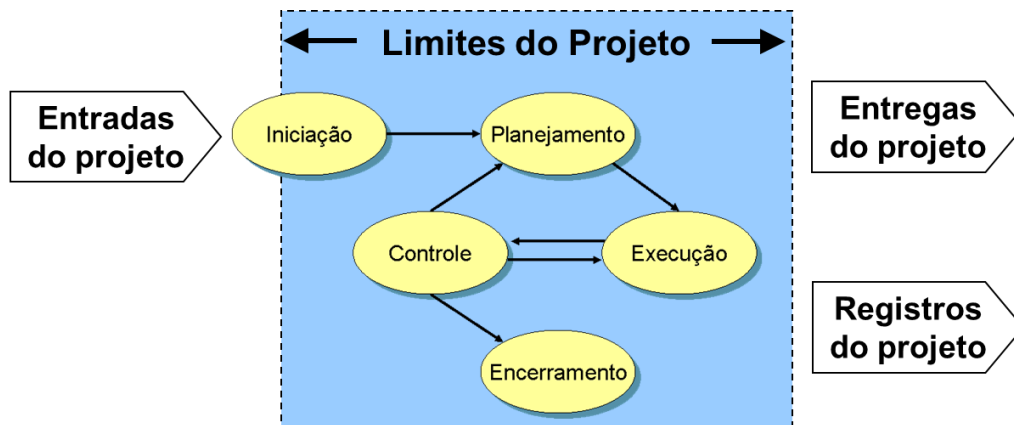 Limites do Projeto
Entradas
do projeto
Iniciação
Planejamento
Entregas
do projeto
Controle
Execução
Registros
do projeto
Encerramento